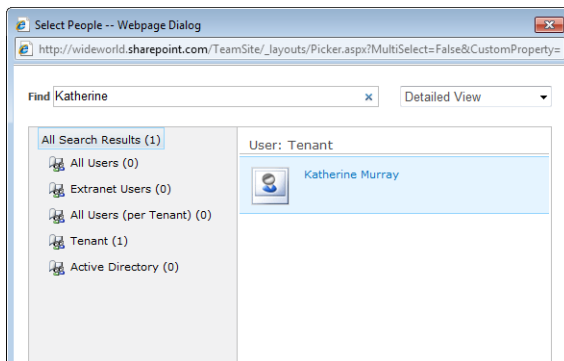 Select People -- Webpage Dialog
http://wideworld.sharepoint.com/TeamSite/_layouts/Picker.aspx?MultiSelect=False&CustomProperty=
Find Katherine × Detailed View
All Search Results (1)
All Users (0)
Extranet Users (0)
All Users (per Tenant) (0)
Tenant (1)
Active Directory (0)
User: Tenant
Katherine Murray